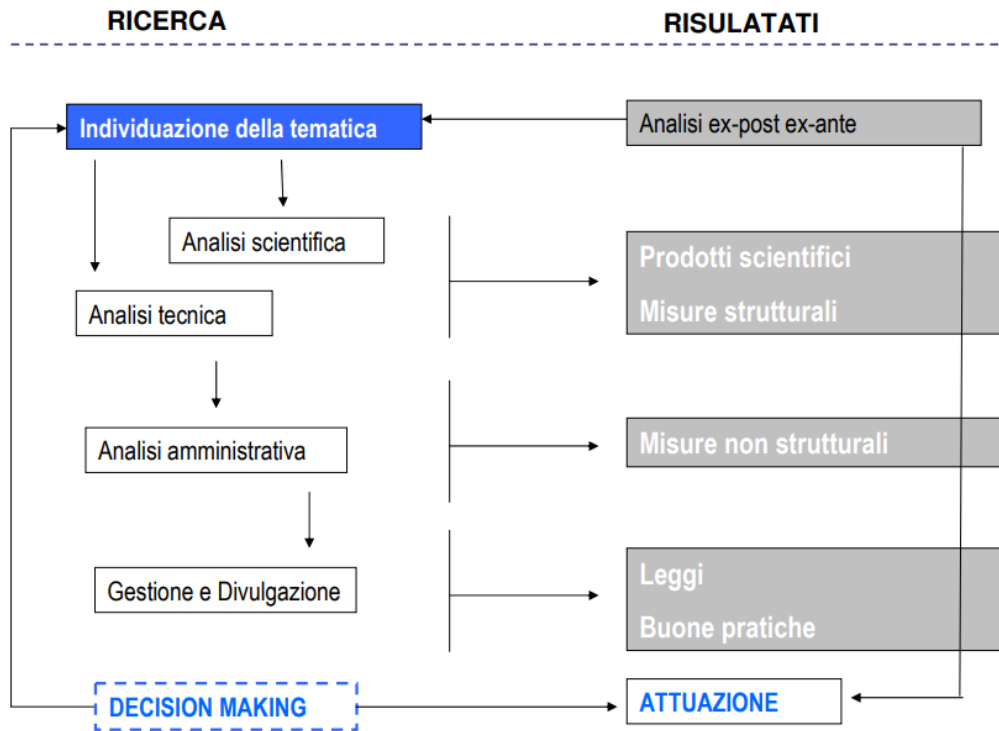 RICERCA
RISULATATI
Individuazione della tematica
Analisi ex-post ex-ante
Analisi scientifica
Prodotti scientifici
Misure strutturali
Analisi tecnica
Analisi amministrativa
Misure non strutturali
Gestione e Divulgazione
Leggi
Buone pratiche
DECISION MAKING
ATTUAZIONE